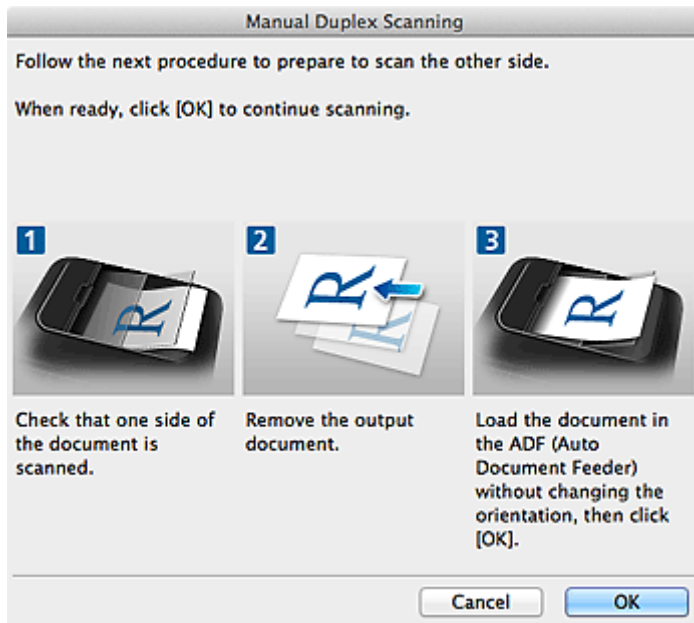 Manual Duplex Scanning
Follow the next procedure to prepare to scan the other side.
When ready, click [OK] to continue scanning.
1
R
2
R
R
3
R
Check that one side of
the document is
scanned.
Remove the output
document.
Load the document in
the ADF (Auto
Document Feeder)
without changing the
orientation, then click
[OK].
Cancel
OK